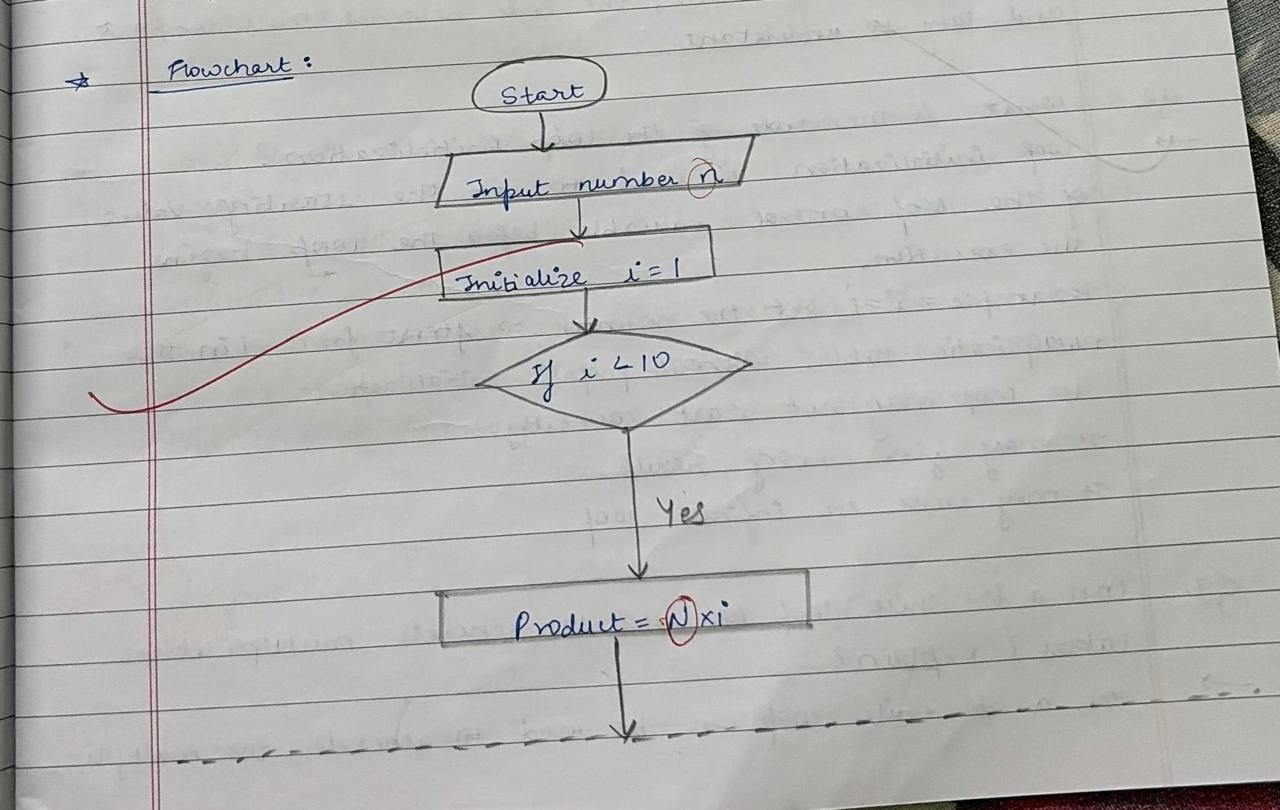 Flowchart:
Start
Input number n
Initialize i=1
If i <10
Yes
Product = N×i